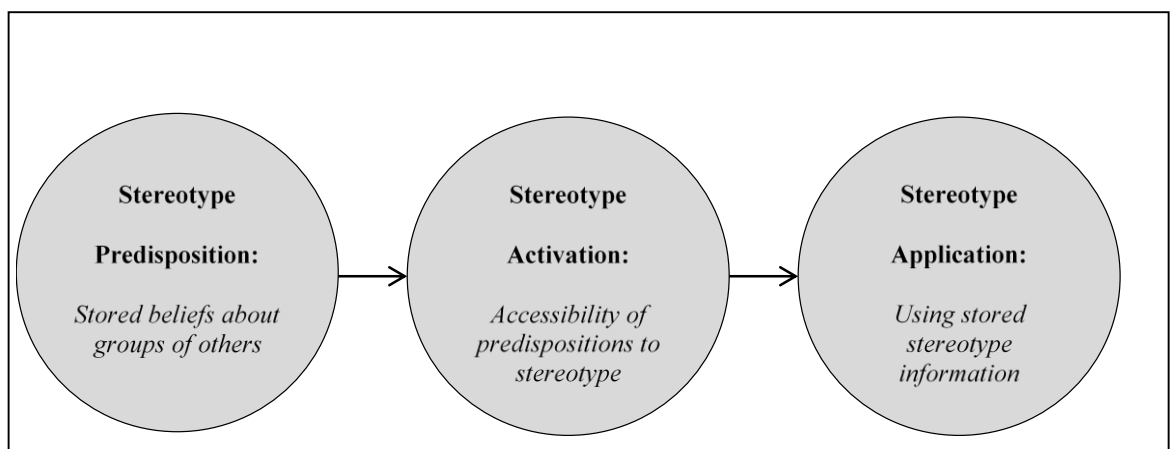 Stereotype
Predisposition:
Stored beliefs about
groups of others
Stereotype
Activation:
Accessibility of
predispositions to
stereotype
Stereotype
Application:
Using stored
stereotype
information